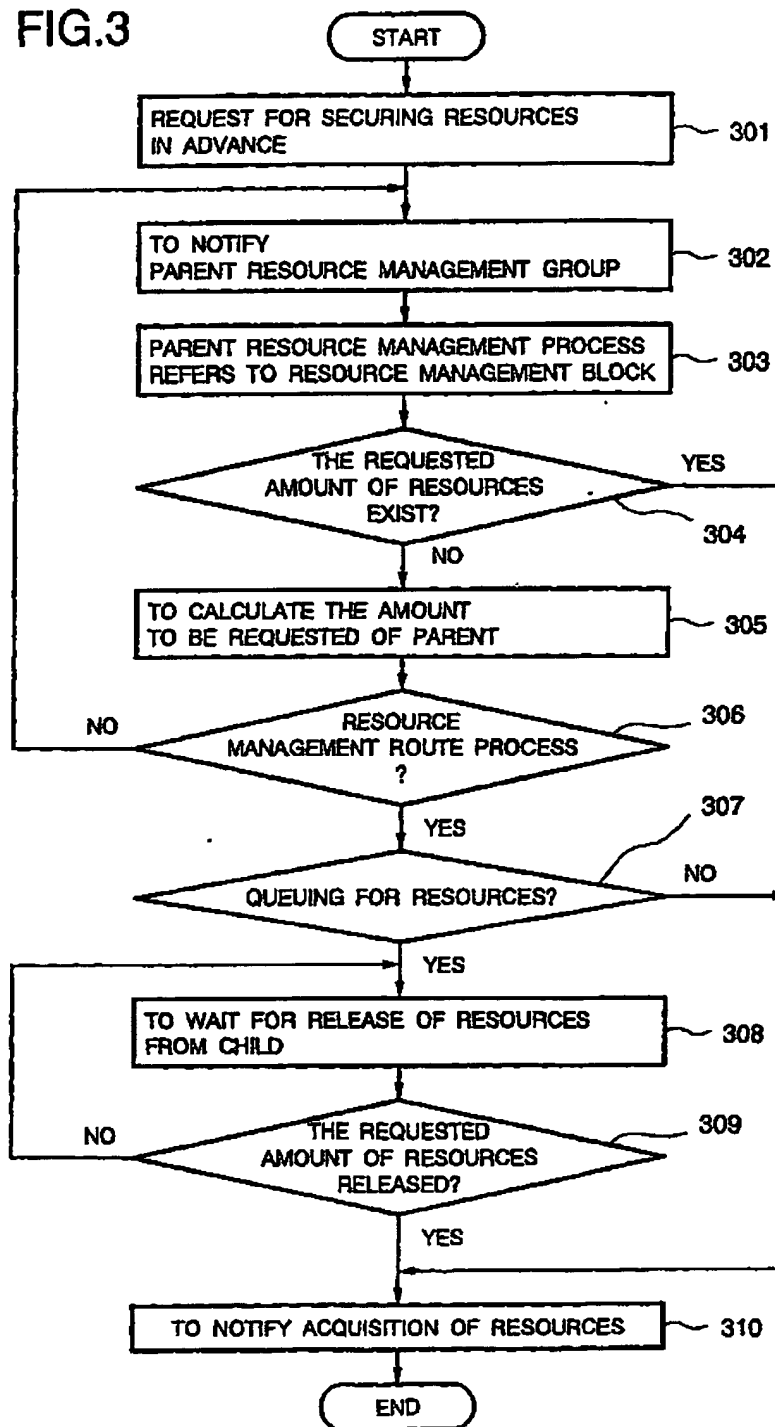 FIG.3
START
REQUEST FOR SECURING RESOURCES
IN ADVANCE
301
TO NOTIFY
PARENT RESOURCE MANAGEMENT GROUP
302
PARENT RESOURCE MANAGEMENT PROCESS
REFERS TO RESOURCE MANAGEMENT BLOCK
303
THE REQUESTED
AMOUNT OF RESOURCES
EXIST?
YES
304
NO
TO CALCULATE THE AMOUNT
TO BE REQUESTED OF PARENT
305
NO
RESOURCE
MANAGEMENT ROUTE PROCESS
?
306
YES
307
QUEUING FOR RESOURCES?
NO
YES
TO WAIT FOR RELEASE OF RESOURCES
FROM CHILD
308
NO
THE REQUESTED
AMOUNT OF RESOURCES
RELEASED?
309
YES
TO NOTIFY ACQUISITION OF RESOURCES
310
END